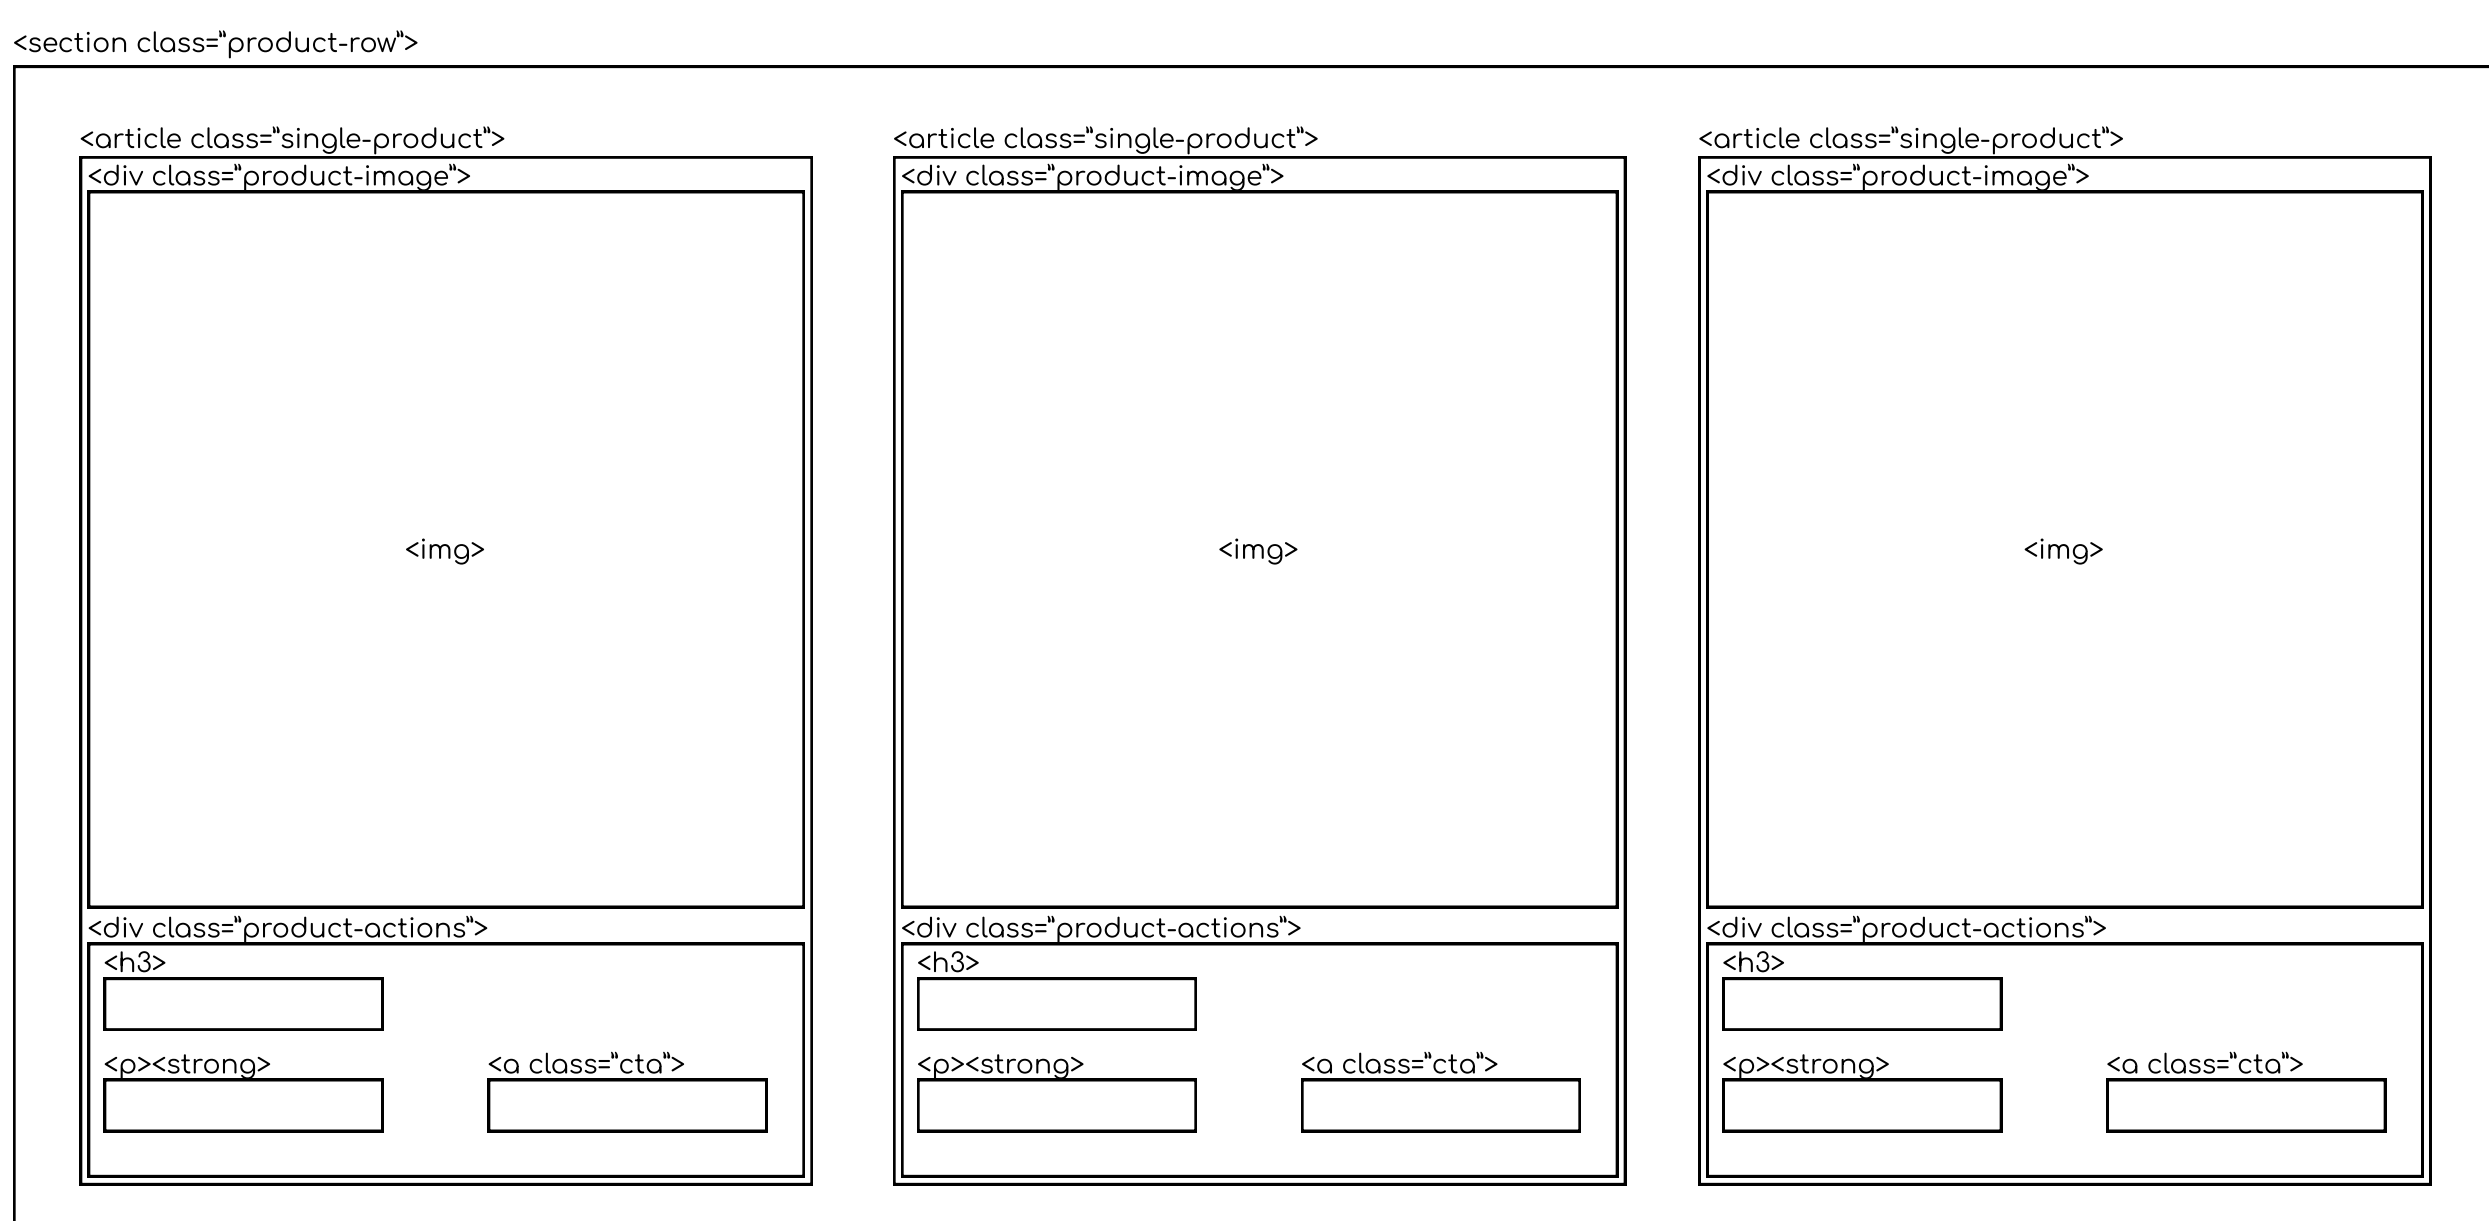 <section class=”product-row”>
<article class=”single-product”>
<div class=”product-image”>
<img>
<div class=”product-actions”>
<h3>
<p><strong>
<a class=”cta”>
<article class=”single-product”>
<div class=”product-image”>
<img>
<div class=”product-actions”>
<h3>
<p><strong>
<a class=”cta”>
<article class=”single-product”>
<div class=”product-image”>
<img>
<div class=”product-actions”>
<h3>
<p><strong>
<a class=”cta”>